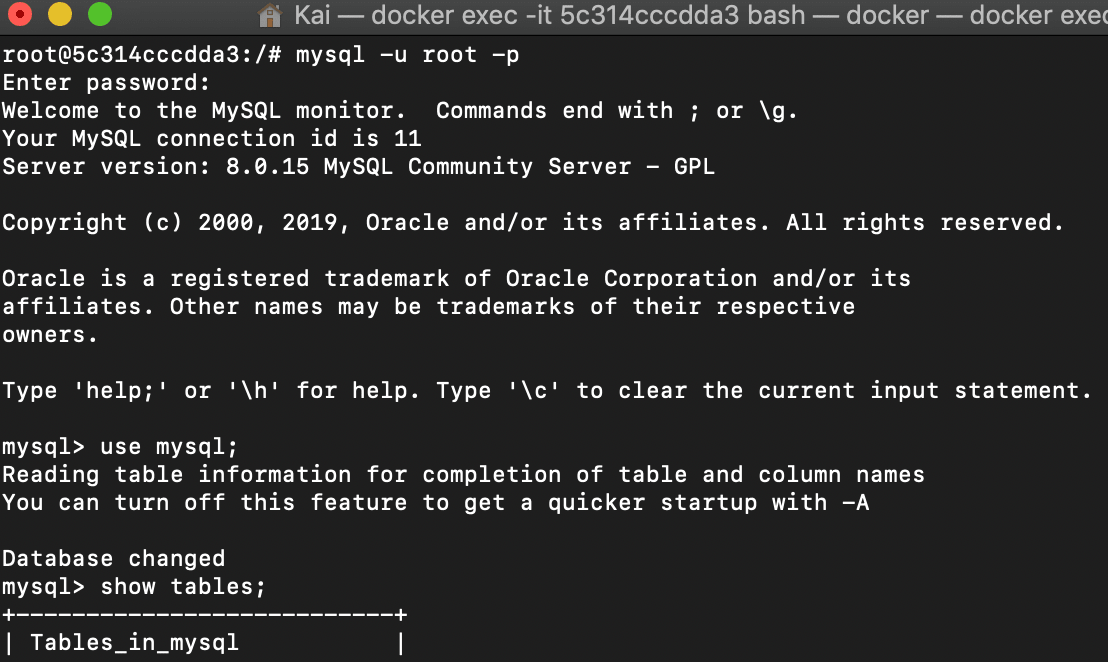 Kai — docker exec -it 5c314cccdda3 bash — docker — docker exec
root@5c314cccdda3:/# mysql -u root -p
Enter password:
Welcome to the MySQL monitor.  Commands end with ; or \g.
Your MySQL connection id is 11
Server version: 8.0.15 MySQL Community Server - GPL

Copyright (c) 2000, 2019, Oracle and/or its affiliates. All rights reserved.

Oracle is a registered trademark of Oracle Corporation and/or its
affiliates. Other names may be trademarks of their respective
owners.

Type 'help;' or '\h' for help. Type '\c' to clear the current input statement.

mysql> use mysql;
Reading table information for completion of table and column names
You can turn off this feature to get a quicker startup with -A

Database changed
mysql> show tables;
+---------------------------+
| Tables_in_mysql           |